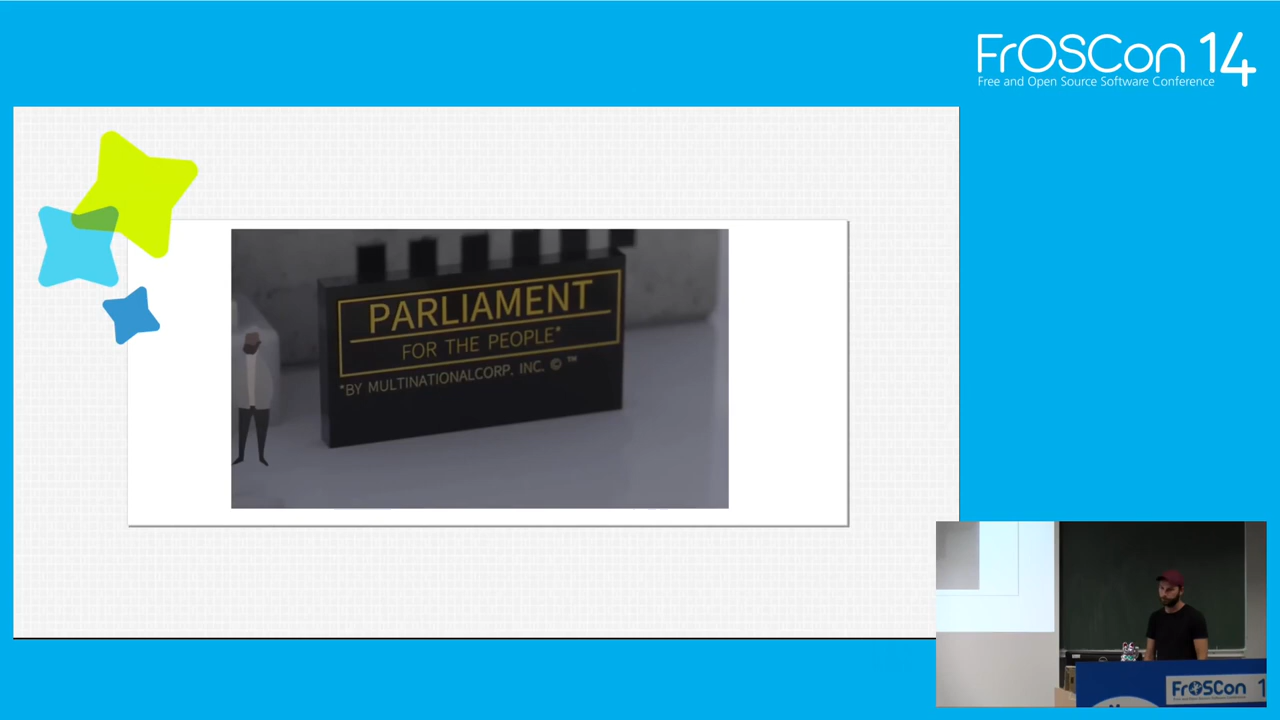 FrOSCon 14
Free and Open Source Software Conference
PARLIAMENT
FOR THE PEOPLE*
*BY MULTINATIONALCORP. INC. © ™
FrOSCon 1